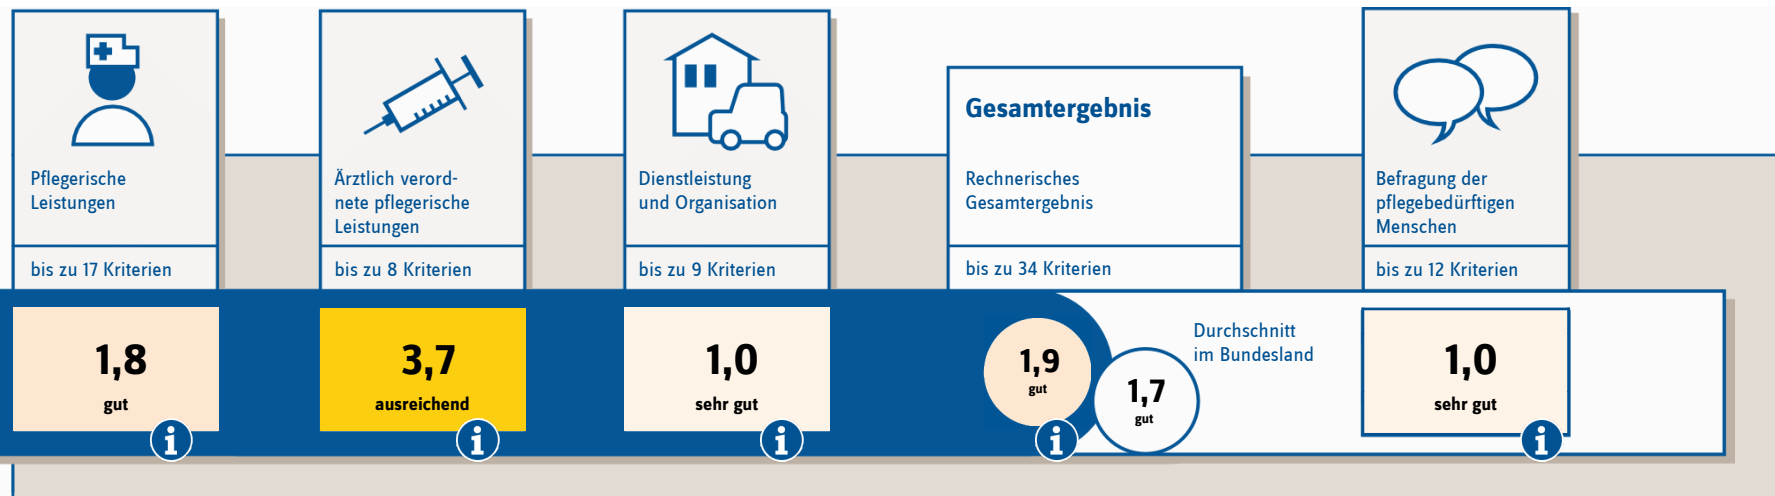 Pflegerische
Leistungen
bis zu 17 Kriterien
1,8
gut
i
Ärztlich verord-
nete pflegerische
Leistungen
bis zu 8 Kriterien
3,7
ausreichend
i
Dienstleistung
und Organisation
bis zu 9 Kriterien
1,0
sehr gut
i
Gesamtergebnis
Rechnerisches
Gesamtergebnis
bis zu 34 Kriterien
1,9
gut
i
Durchschnitt
im Bundesland
1,7
gut
Befragung der
pflegebedürftigen
Menschen
bis zu 12 Kriterien
1,0
sehr gut
i